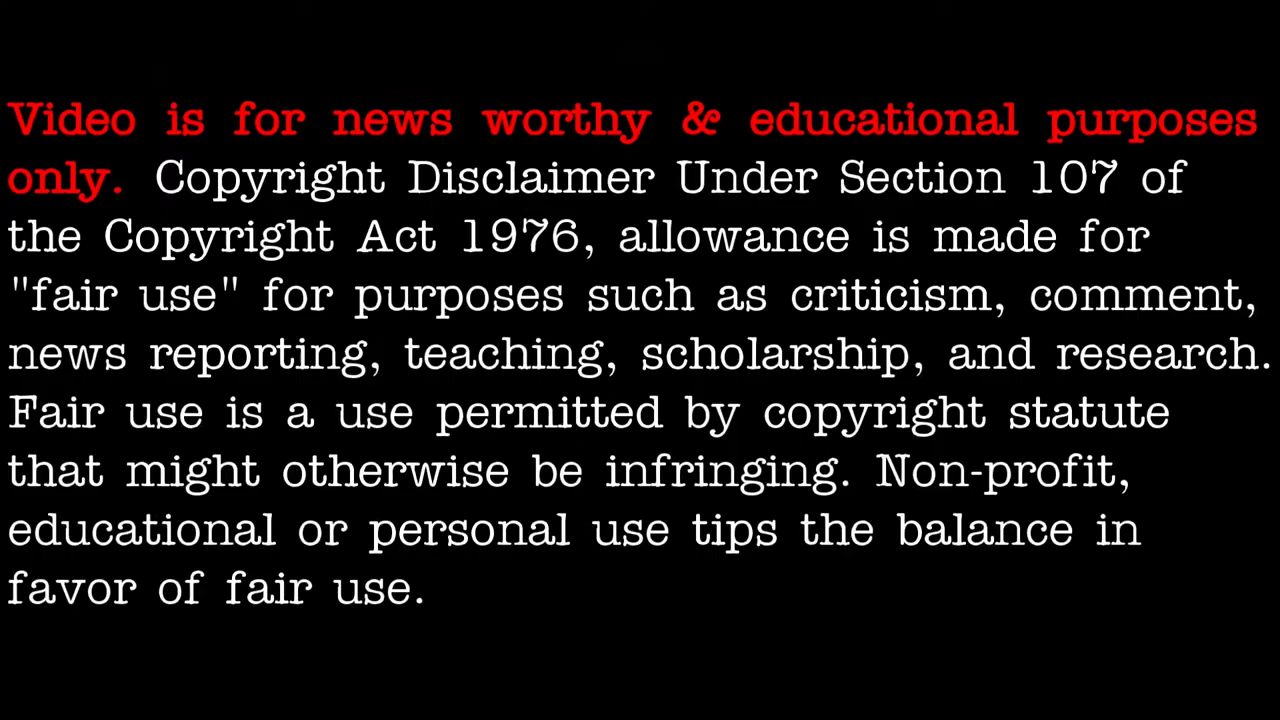 Video is for news worthy & educational purposes
only. Copyright Disclaimer Under Section 107 of
the Copyright Act 1976, allowance is made for
"fair use" for purposes such as criticism, comment,
news reporting, teaching, scholarship, and research.
Fair use is a use permitted by copyright statute
that might otherwise be infringing. Non-profit,
educational or personal use tips the balance in
favor of fair use.